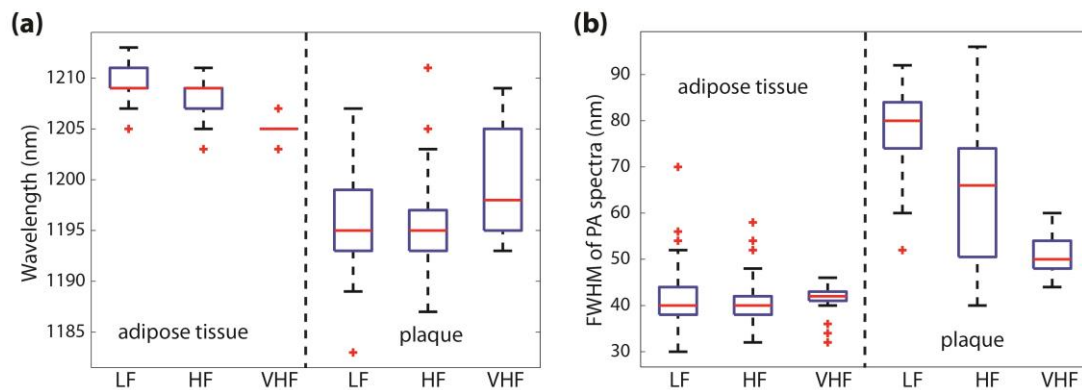 (a)
Wavelength (nm)
1210
1205
1200
1195
1190
1185
adipose tissue
plaque
LF HF VHF LF HF VHF
(b)
FWHM of PA spectra (nm)
90
80
70
60
50
40
30
adipose tissue
plaque
LF HF VHF LF HF VHF